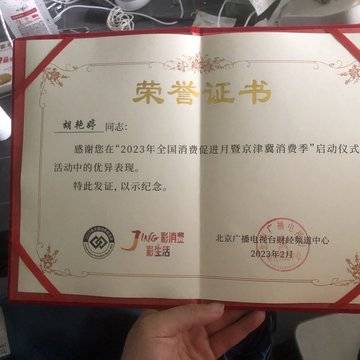 荣誉证书
胡艳婷 同志：
感谢您在“2023年全国消费促进月暨京津冀消费季”启动仪式
活动中的优异表现。
特此发证，以示纪念。
JING彩消费
彩生活
北京广播电视台财经频道中心
2023年2月